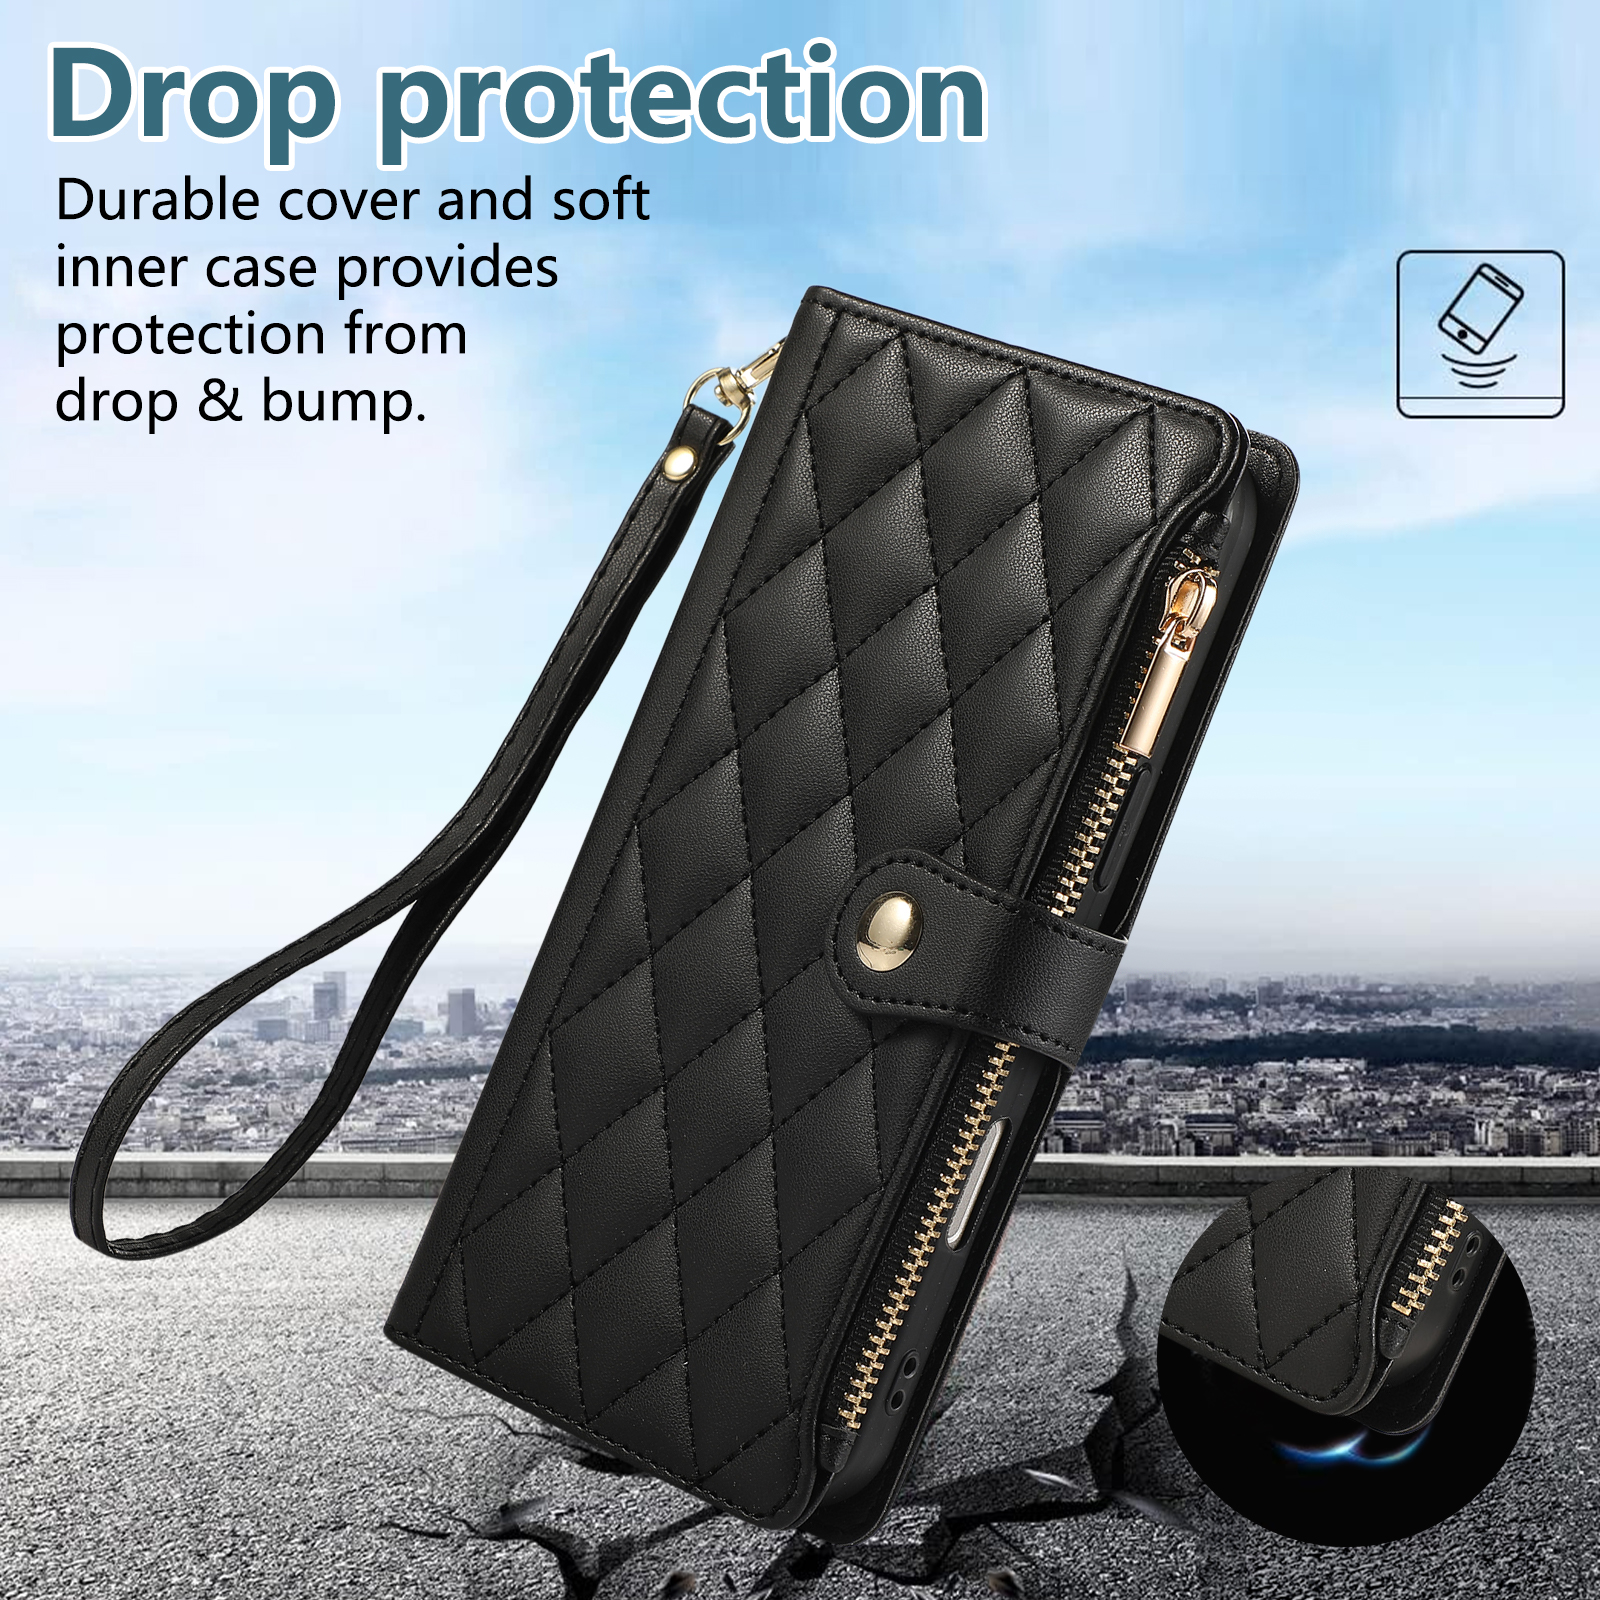 Drop protection
Durable cover and soft
inner case provides
protection from
drop & bump.